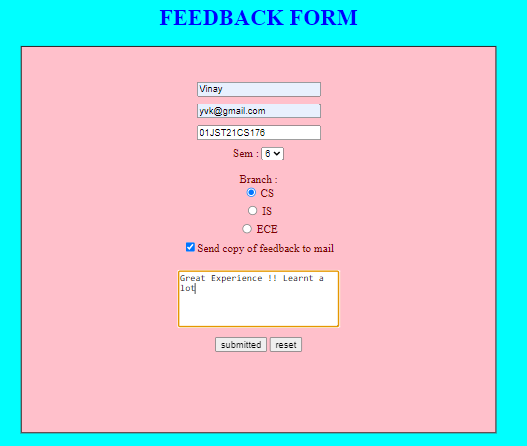 FEEDBACK FORM
Vinay
yvk@gmail.com
01JST21CS176
Sem : 6
Branch :
CS
IS
ECE
Send copy of feedback to mail
Great Experience !! Learnt a
lot
submitted reset